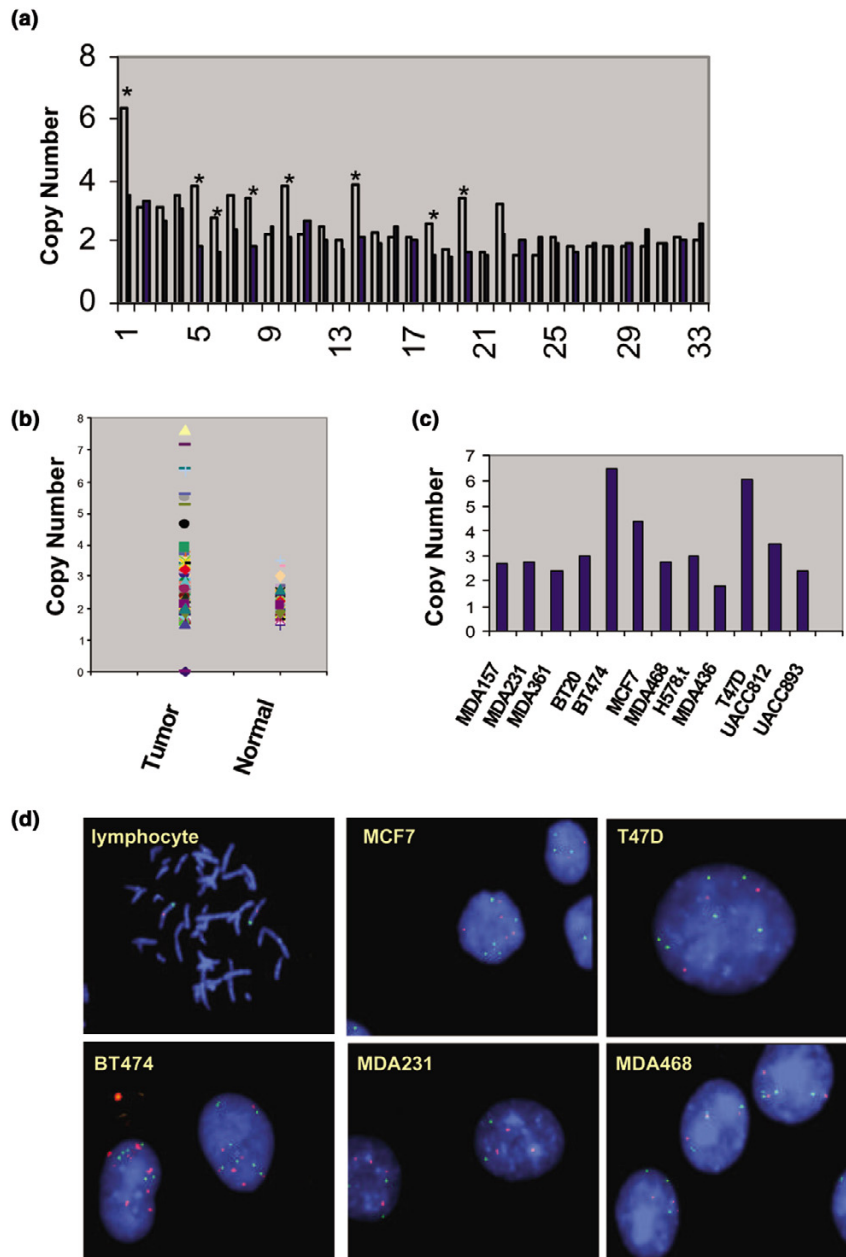 (a)
Copy Number
8
6
4
2
0
*
*
*
*
*
*
*
*
1
5
9
13
17
21
25
29
33
(b)
Copy Number
8
7
6
5
4
3
2
1
0
Tumor
Normal
(c)
Copy Number
7
6
5
4
3
2
1
0
MDA157
MDA231
MDA361
BT20
BT474
MCF7
MDA468
H578.t
MDA436
T47D
UACC812
UACC893
(d)
lymphocyte
MCF7
T47D
BT474
MDA231
MDA468